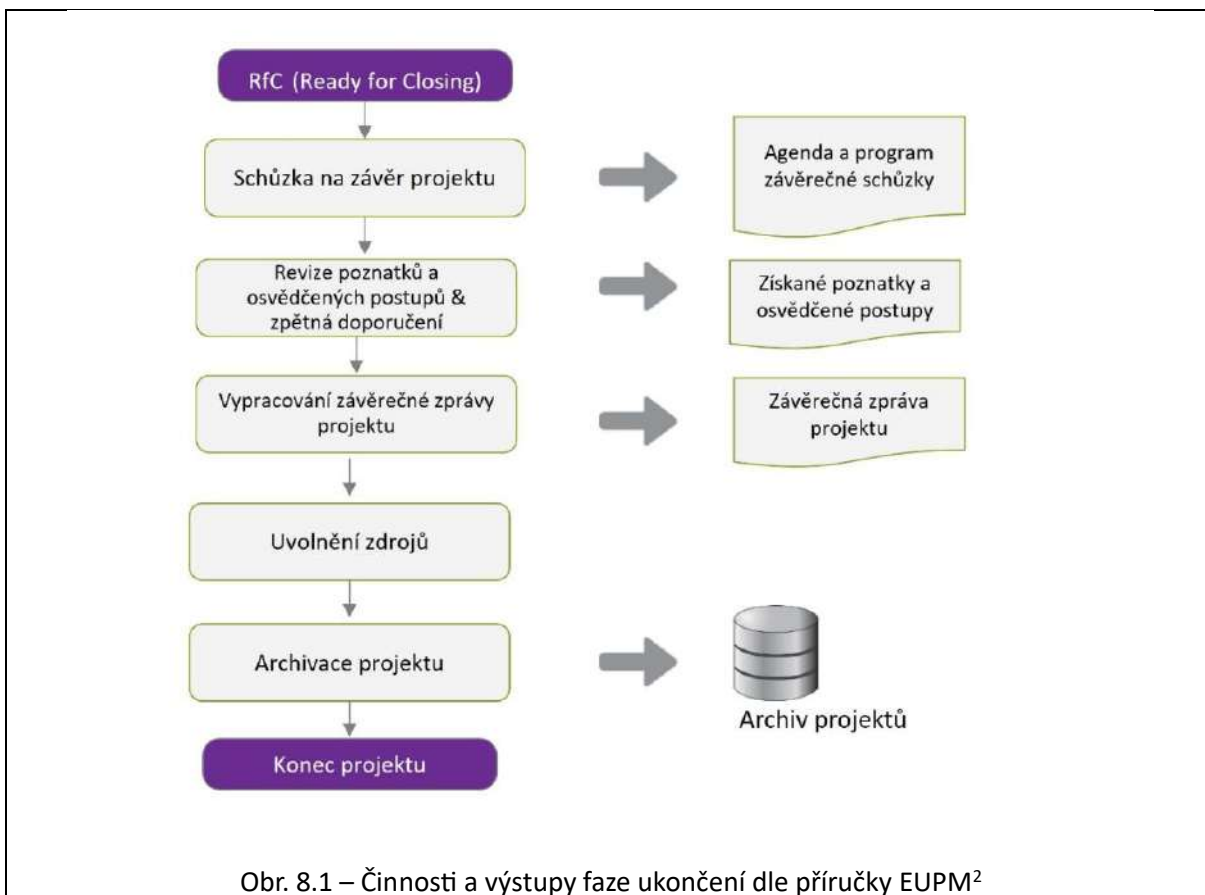 RfC (Ready for Closing)
Schůzka na závěr projektu
Agenda a program
závěrečné schůzky
Revize poznatků a
osvědčených postupů &
zpětná doporučení
Získané poznatky a
osvědčené postupy
Vypracování závěrečné zprávy
projektu
Závěrečná zpráva
projektu
Uvolnění zdrojů
Archivace projektu
Archiv projektů
Konec projektu
Obr. 8.1 – Činnosti a výstupy faze ukončení dle příručky EUPM²